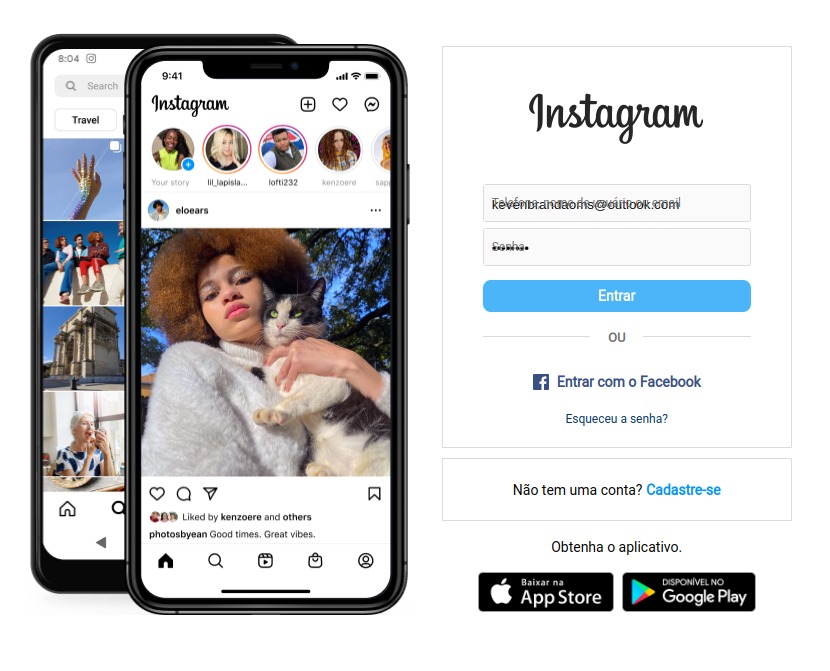 8:04
Search
Travel
9:41
Instagram
Your story
lil_lapisla...
lofti232
kenzoere
sapp
eloears
Liked by kenzoere and others
photosbyean Good times. Great vibes.
Instagram
Telefone, nome de usuário ou email
kevenbrandaoms@outlook.com
Senha
Entrar
OU
Entrar com o Facebook
Esqueceu a senha?
Não tem uma conta? Cadastre-se
Obtenha o aplicativo.
Baixar na
App Store
DISPONÍVEL NO
Google Play